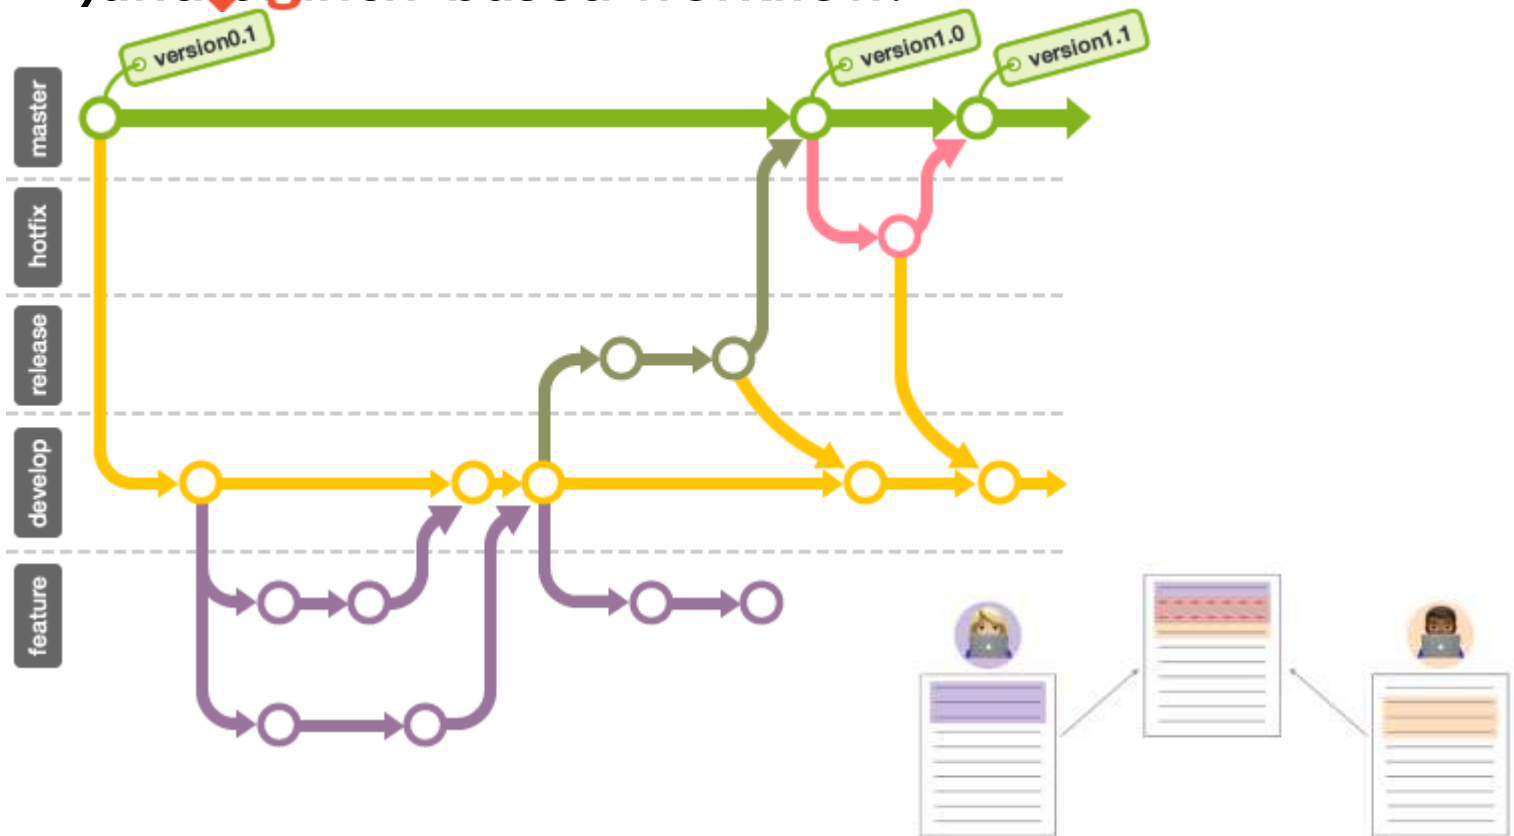 version0.1
version1.0
version1.1
master
hotfix
release
develop
feature